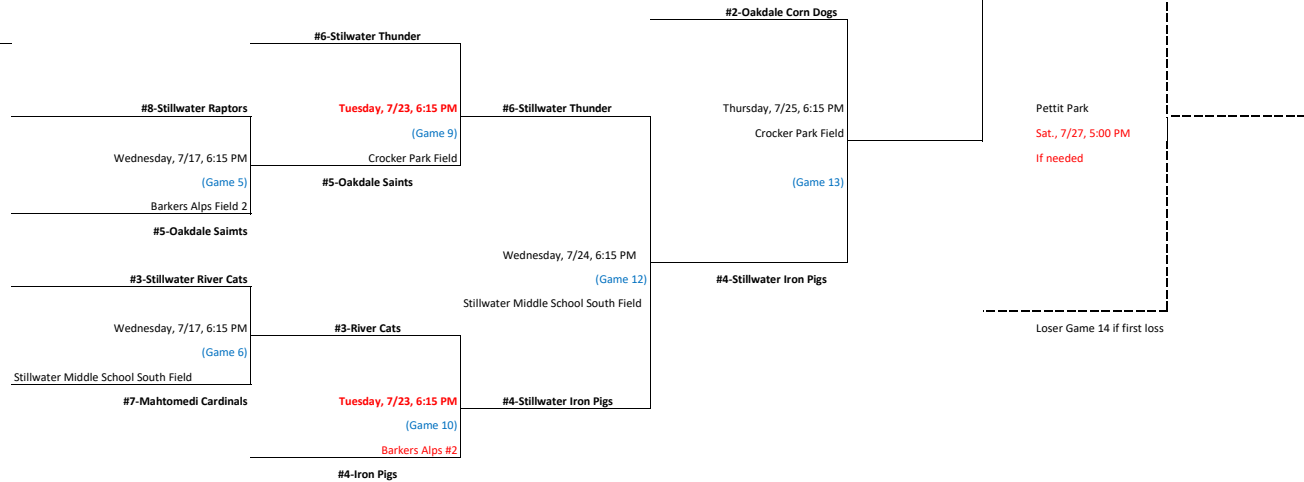 #2-Oakdale Corn Dogs
#6-Stilwater Thunder
#8-Stillwater Raptors
Tuesday, 7/23, 6:15 PM
#6-Stillwater Thunder
Thursday, 7/25, 6:15 PM
Pettit Park
(Game 9)
Crocker Park Field
Sat., 7/27, 5:00 PM
Wednesday, 7/17, 6:15 PM
Crocker Park Field
If needed
(Game 5)
#5-Oakdale Saints
(Game 13)
Barkers Alps Field 2
#5-Oakdale Saimts
Wednesday, 7/24, 6:15 PM
#3-Stillwater River Cats
(Game 12)
#4-Stillwater Iron Pigs
Stillwater Middle School South Field
Wednesday, 7/17, 6:15 PM
#3-River Cats
Loser Game 14 if first loss
(Game 6)
Stillwater Middle School South Field
#7-Mahtomedi Cardinals
Tuesday, 7/23, 6:15 PM
#4-Stillwater Iron Pigs
(Game 10)
Barkers Alps #2
#4-Iron Pigs